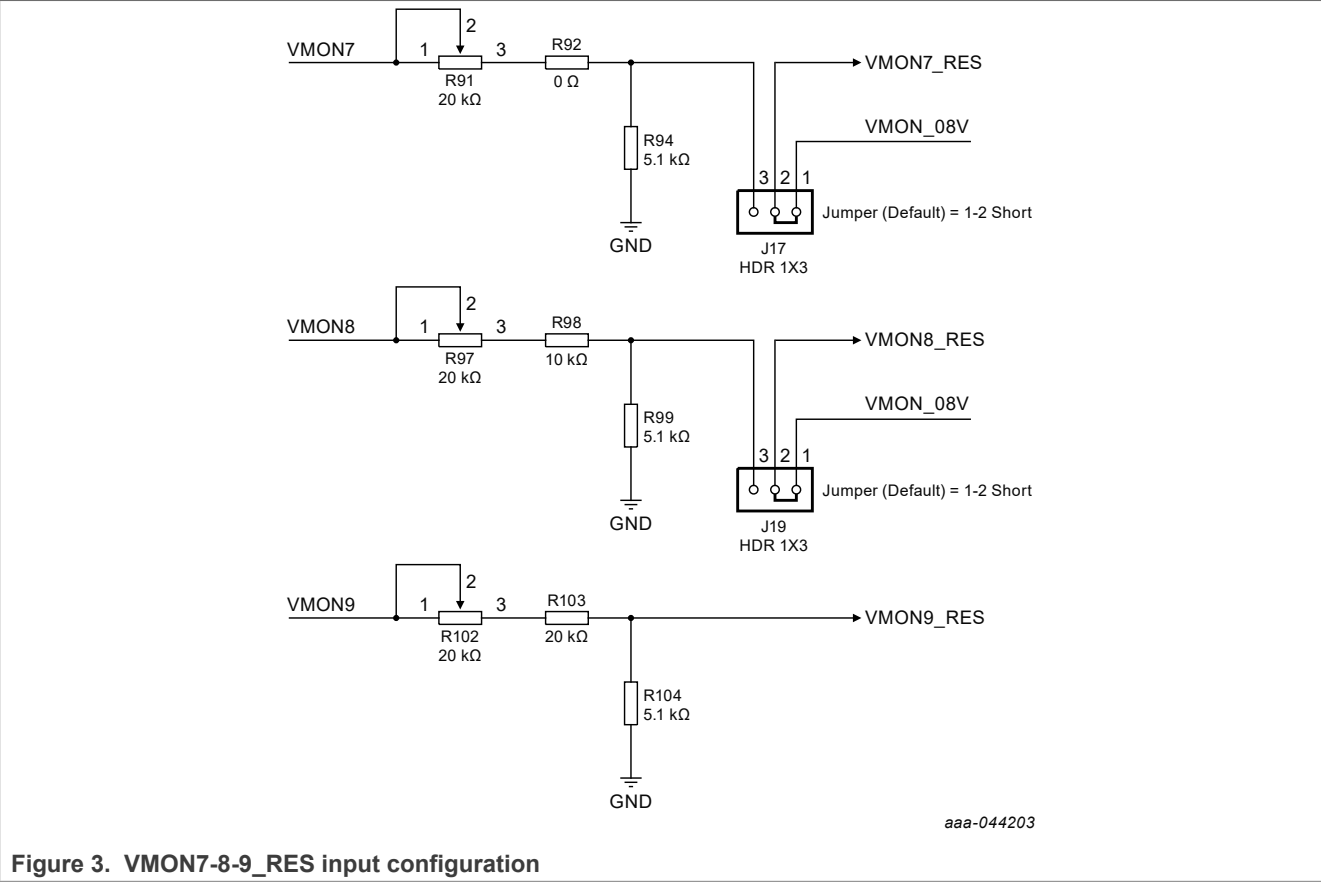 2
VMON7 1 3 R92 VMON7_RES
R91 0 Ω
20 kΩ
VMON_08V
R94
5.1 kΩ
3 2 1
Jumper (Default) = 1-2 Short
GND
J17
HDR 1X3
2
VMON8 1 3 R98 VMON8_RES
R97 10 kΩ
20 kΩ
VMON_08V
R99
5.1 kΩ
3 2 1
Jumper (Default) = 1-2 Short
GND
J19
HDR 1X3
2
VMON9 1 3 R103 VMON9_RES
R102 20 kΩ
20 kΩ
R104
5.1 kΩ
GND
aaa-044203
Figure 3. VMON7-8-9_RES input configuration